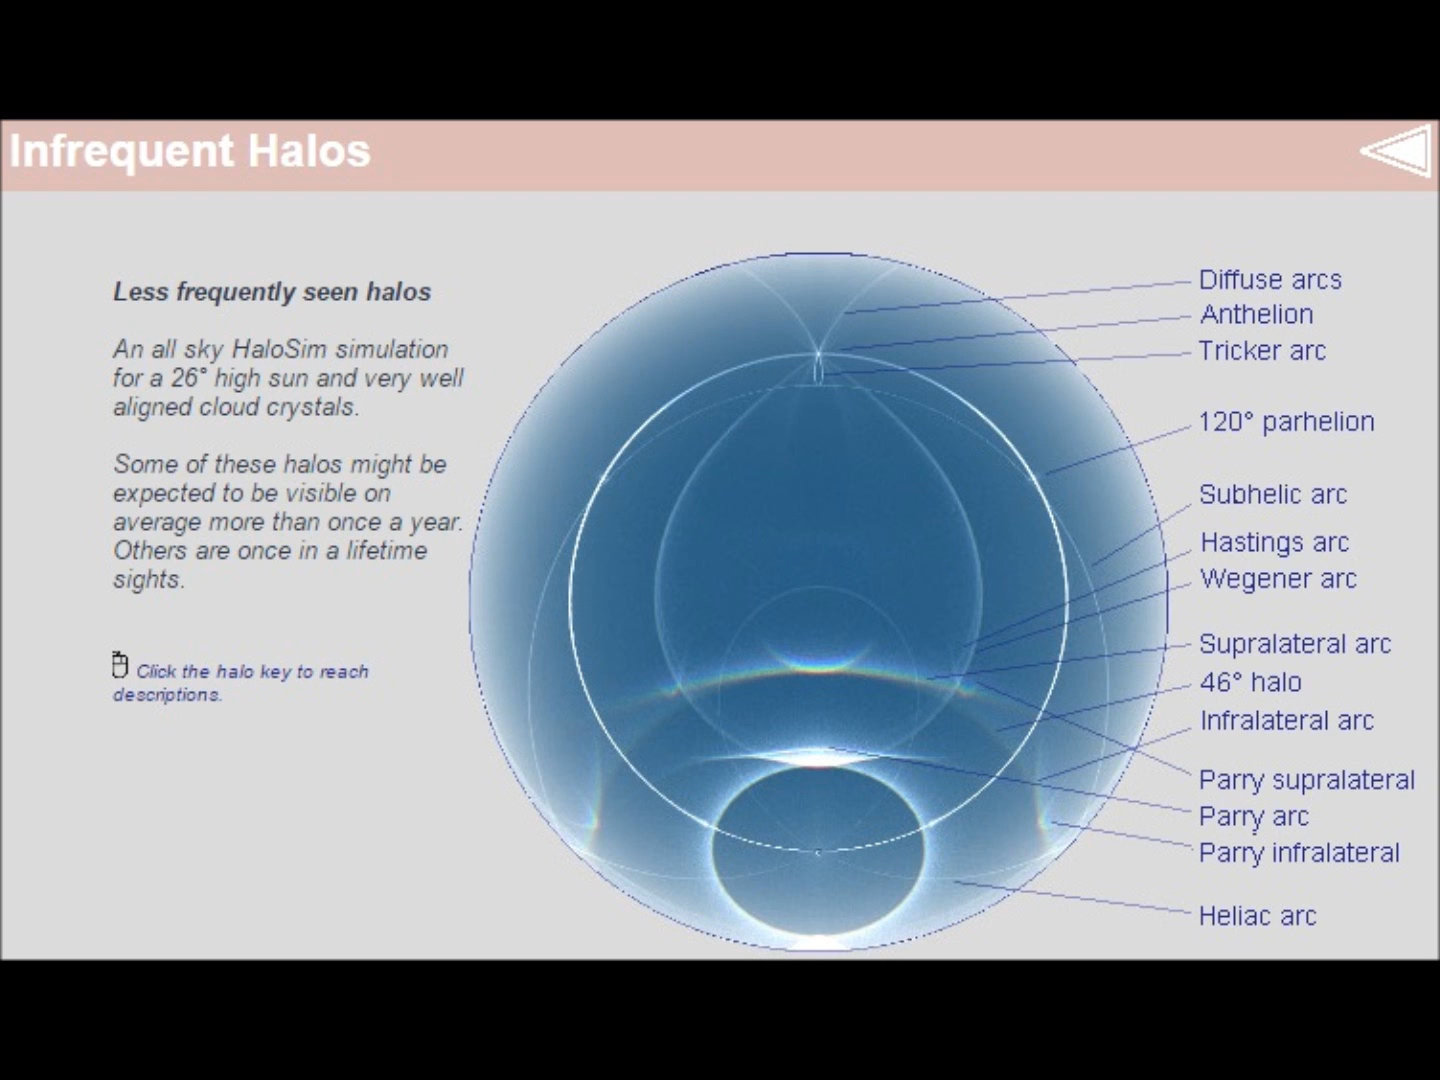 Infrequent Halos
Less frequently seen halos
An all sky HaloSim simulation
for a 26° high sun and very well
aligned cloud crystals.
Some of these halos might be
expected to be visible on
average more than once a year.
Others are once in a lifetime
sights.
Click the halo key to reach
descriptions.
Diffuse arcs
Anthelion
Tricker arc
120° parhelion
Subhelic arc
Hastings arc
Wegener arc
Supralateral arc
46° halo
Infralateral arc
Parry supralateral
Parry arc
Parry infralateral
Heliac arc